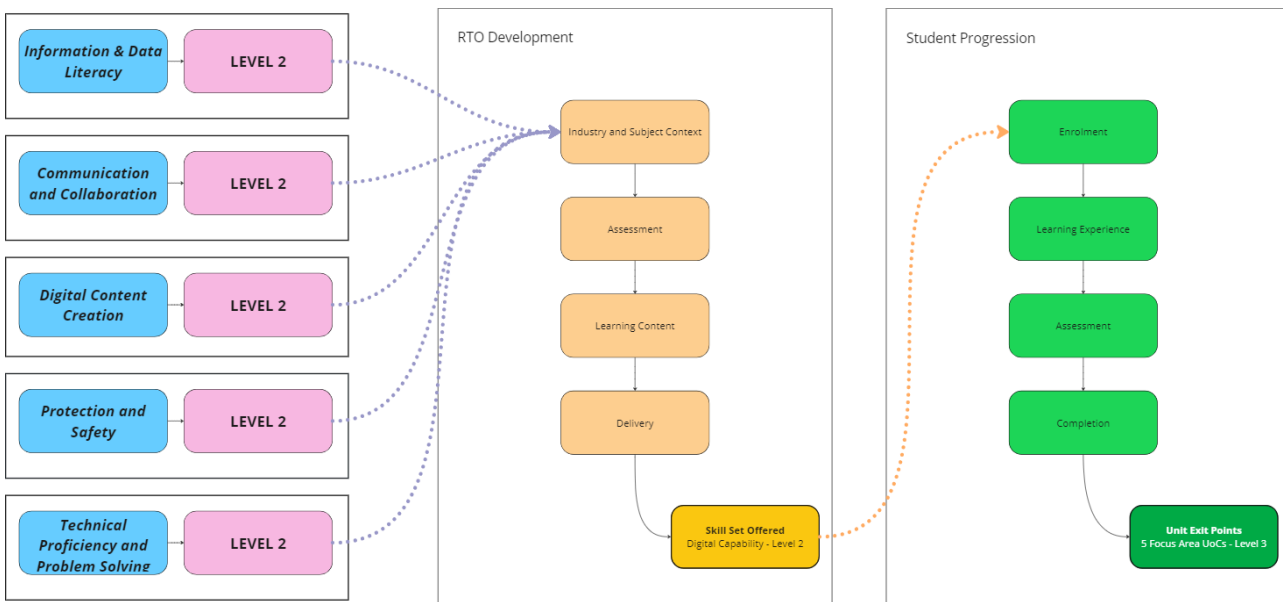 Information & Data
Literacy
LEVEL 2
Communication
and Collaboration
LEVEL 2
Digital Content
Creation
LEVEL 2
Protection and
Safety
LEVEL 2
Technical
Proficiency and
Problem Solving
LEVEL 2
RTO Development
Industry and Subject Context
Assessment
Learning Content
Delivery
Skill Set Offered
Digital Capability - Level 2
Student Progression
Enrolment
Learning Experience
Assessment
Completion
Unit Exit Points
5 Focus Area UoCs - Level 3